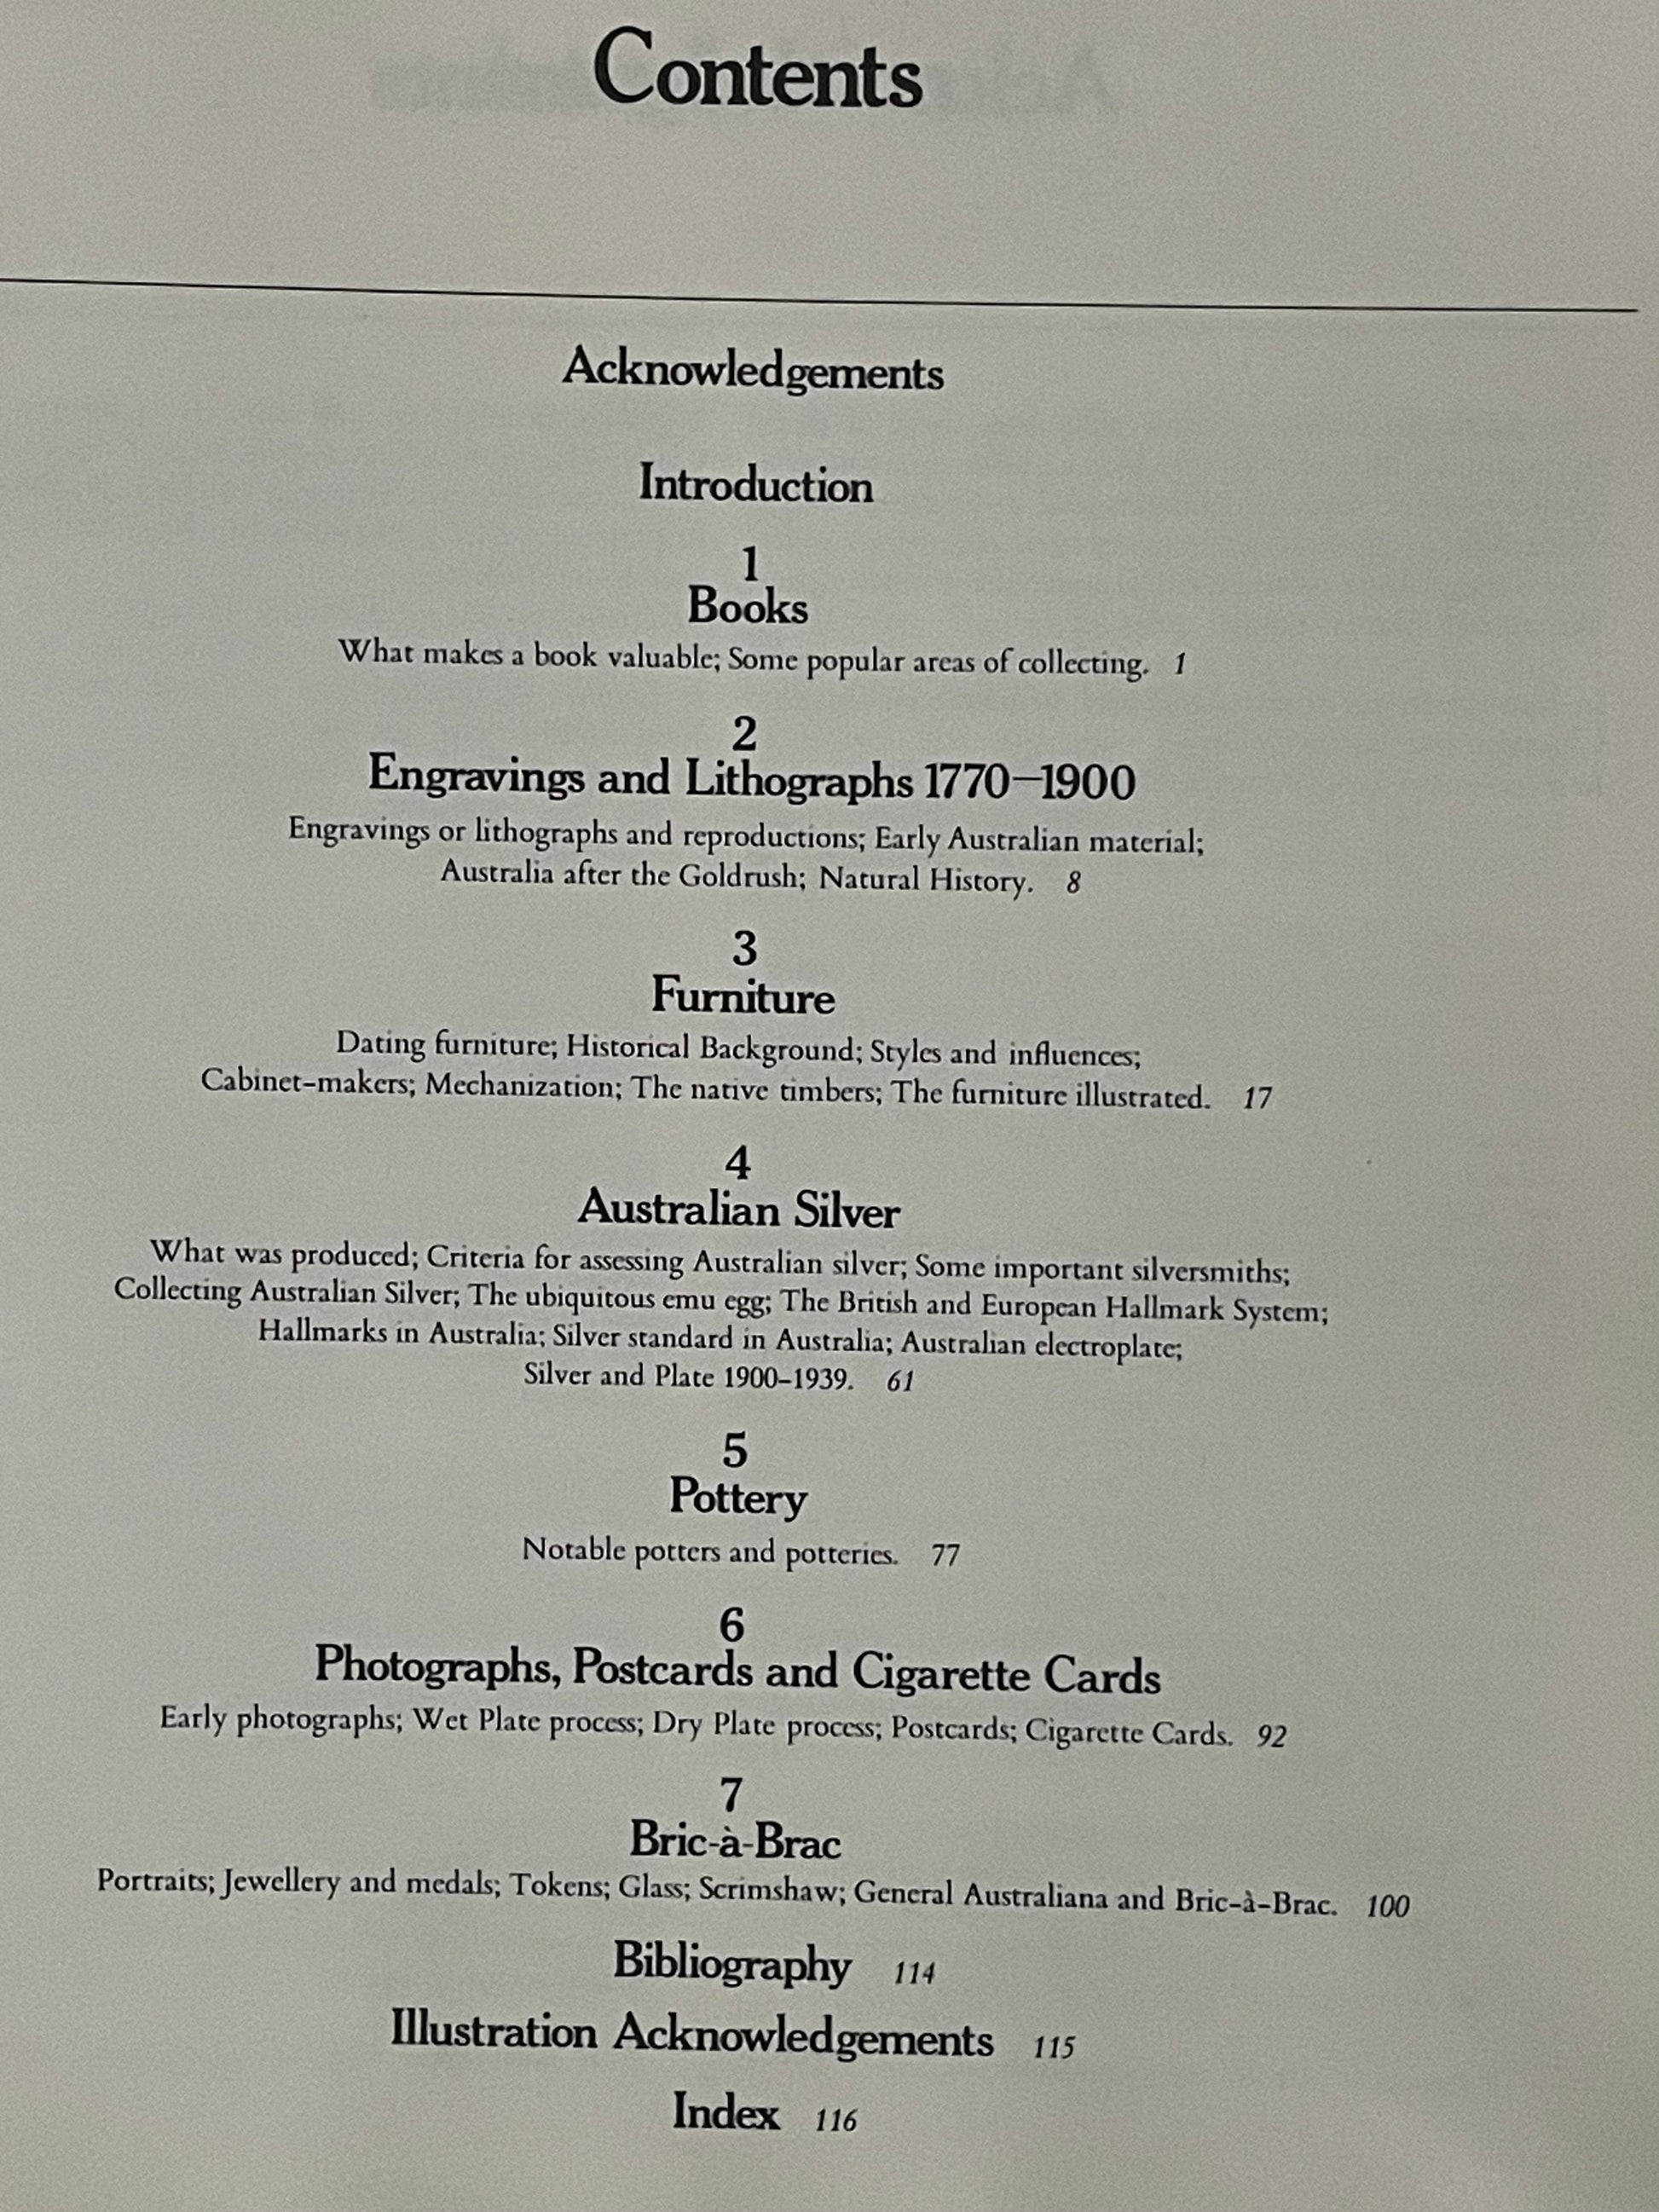 Contents
Acknowledgements
Introduction
1
Books
What makes a book valuable; Some popular areas of collecting. 1
2
Engravings and Lithographs 1770—1900
Engravings or lithographs and reproductions; Early Australian material;
Australia after the Goldrush; Natural History. 8
3
Furniture
Dating furniture; Historical Background; Styles and influences;
Cabinet-makers; Mechanization; The native timbers; The furniture illustrated. 17
4
Australian Silver
What was produced; Criteria for assessing Australian silver; Some important silversmiths;
Collecting Australian Silver; The ubiquitous emu egg; The British and European Hallmark System;
Hallmarks in Australia; Silver standard in Australia; Australian electroplate;
Silver and Plate 1900–1939. 61
5
Pottery
Notable potters and potteries. 77
6
Photographs, Postcards and Cigarette Cards
Early photographs; Wet Plate process; Dry Plate process; Postcards; Cigarette Cards. 92
7
Bric-à-Brac
Portraits; Jewellery and medals; Tokens; Glass; Scrimshaw; General Australiana and Bric-à-Brac. 100
Bibliography 114
Illustration Acknowledgements 115
Index 116